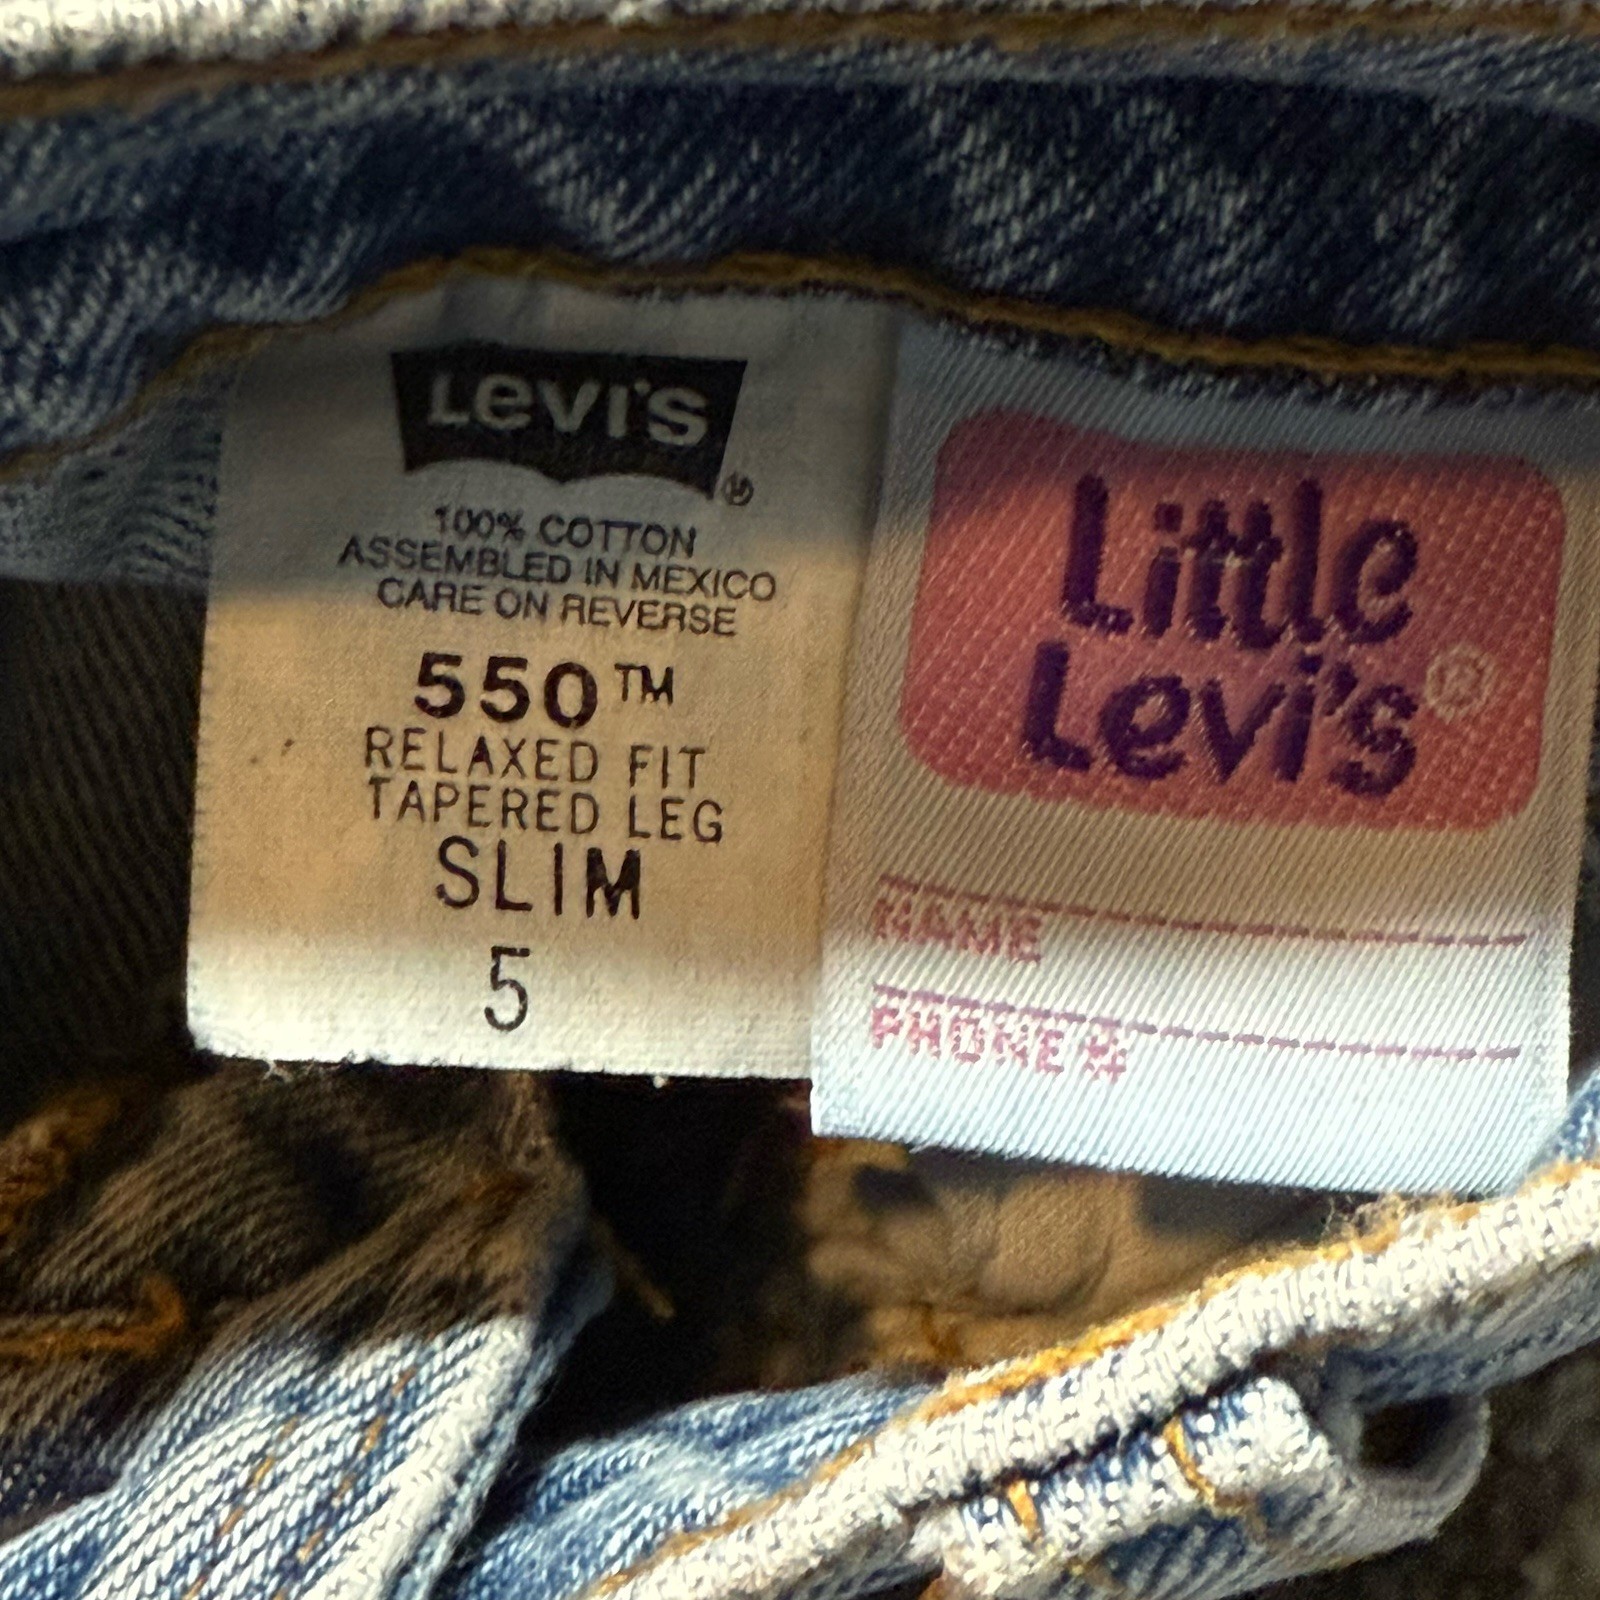 LEVI'S
®
100% COTTON
ASSEMBLED IN MEXICO
CARE ON REVERSE
550™
RELAXED FIT
TAPERED LEG
SLIM
5
Little
Levi's®
NAME
PHONE #